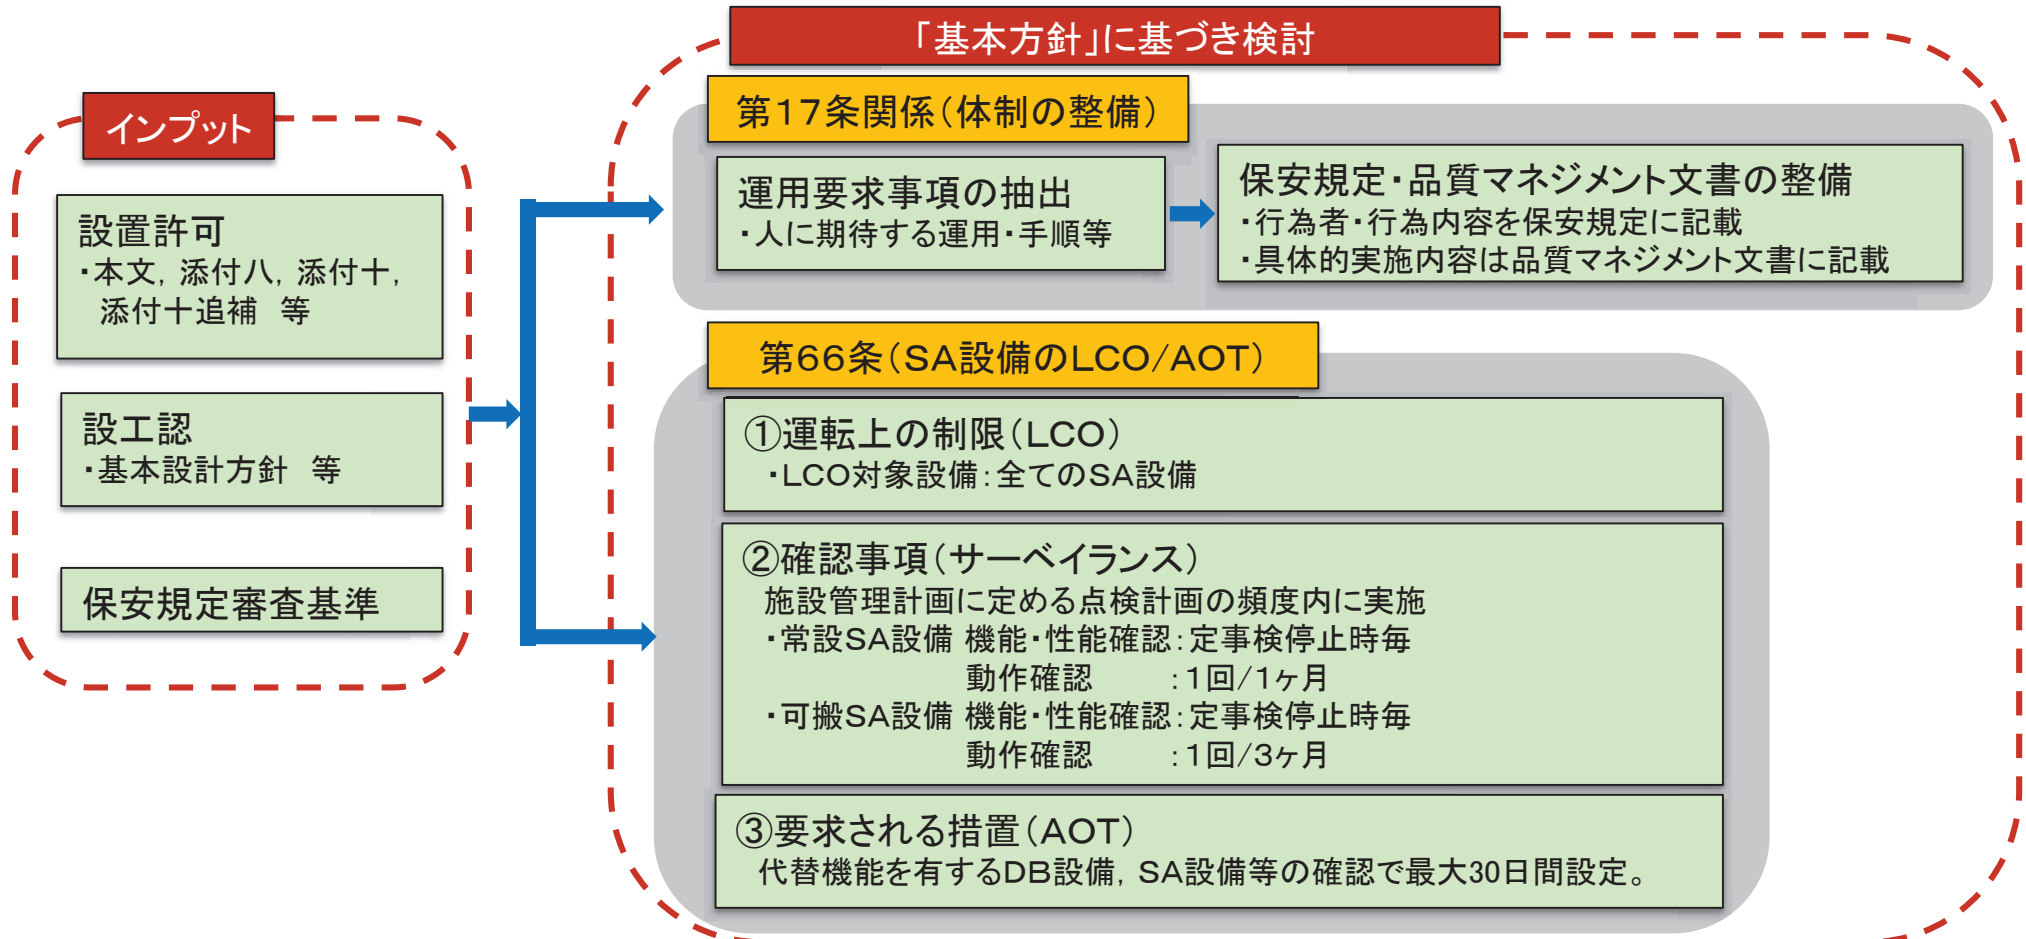 「基本方針」に基づき検討
インプット
設置許可
・本文，添付八，添付十，
添付十追補　等
設工認
・基本設計方針　等
保安規定審査基準
第17条関係（体制の整備）
運用要求事項の抽出
・人に期待する運用・手順等
保安規定・品質マネジメント文書の整備
・行為者・行為内容を保安規定に記載
・具体的実施内容は品質マネジメント文書に記載
第66条（SA設備のLCO/AOT）
①運転上の制限（LCO）
・LCO対象設備：全てのSA設備
②確認事項（サーベイランス）
施設管理計画に定める点検計画の頻度内に実施
・常設SA設備 機能・性能確認：定事検停止時毎
動作確認　　：1回/1ヶ月
・可搬SA設備 機能・性能確認：定事検停止時毎
動作確認　　：1回/3ヶ月
③要求される措置（AOT）
代替機能を有するDB設備，SA設備等の確認で最大30日間設定。